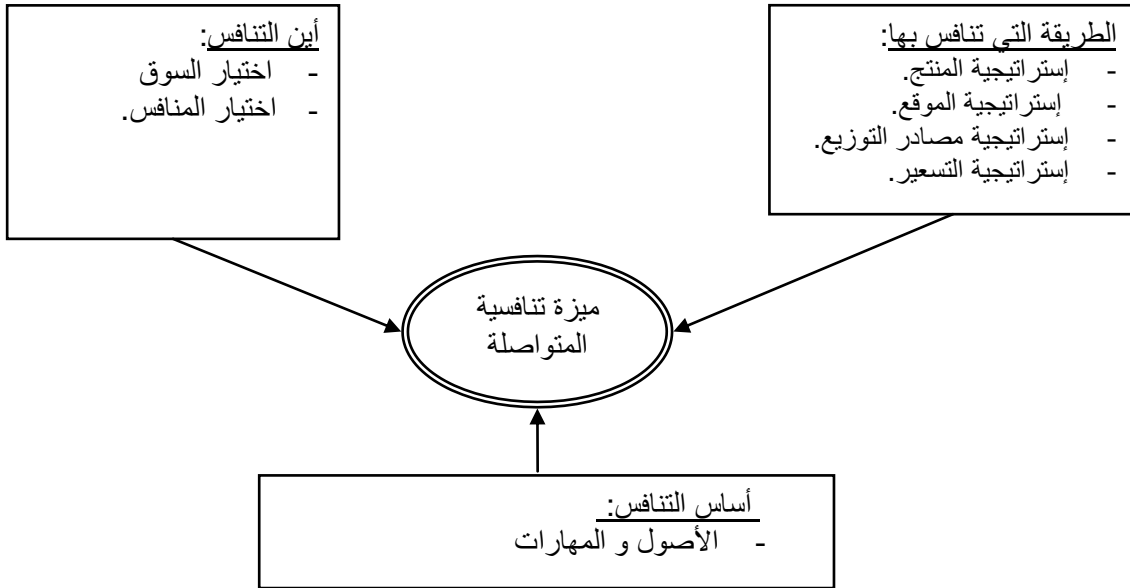 الطريقة التي تنافس بها:
- إستراتيجية المنتج.
- إستراتيجية الموقع.
- إستراتيجية مصادر التوزيع.
- إستراتيجية التسعير.
أين التنافس:
- اختيار السوق
- اختيار المنافس.
ميزة تنافسية
المتواصلة
أساس التنافس:
- الأصول و المهارات